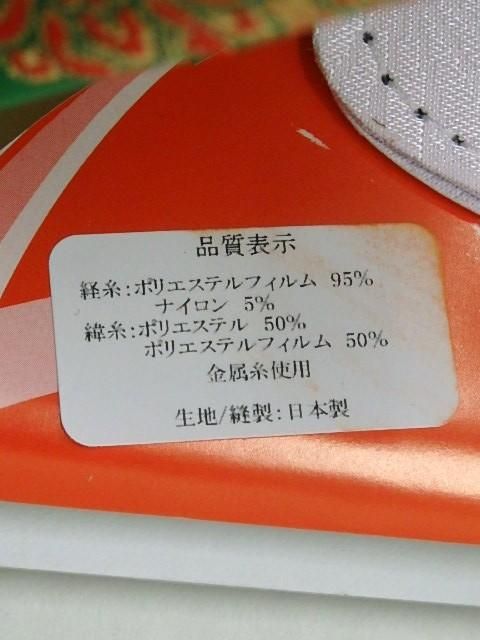 品質表示
経糸:ポリエステルフィルム 95%
ナイロン 5%
緯糸:ポリエステル 50%
ポリエステルフィルム 50%
金属糸使用
生地/縫製:日本製